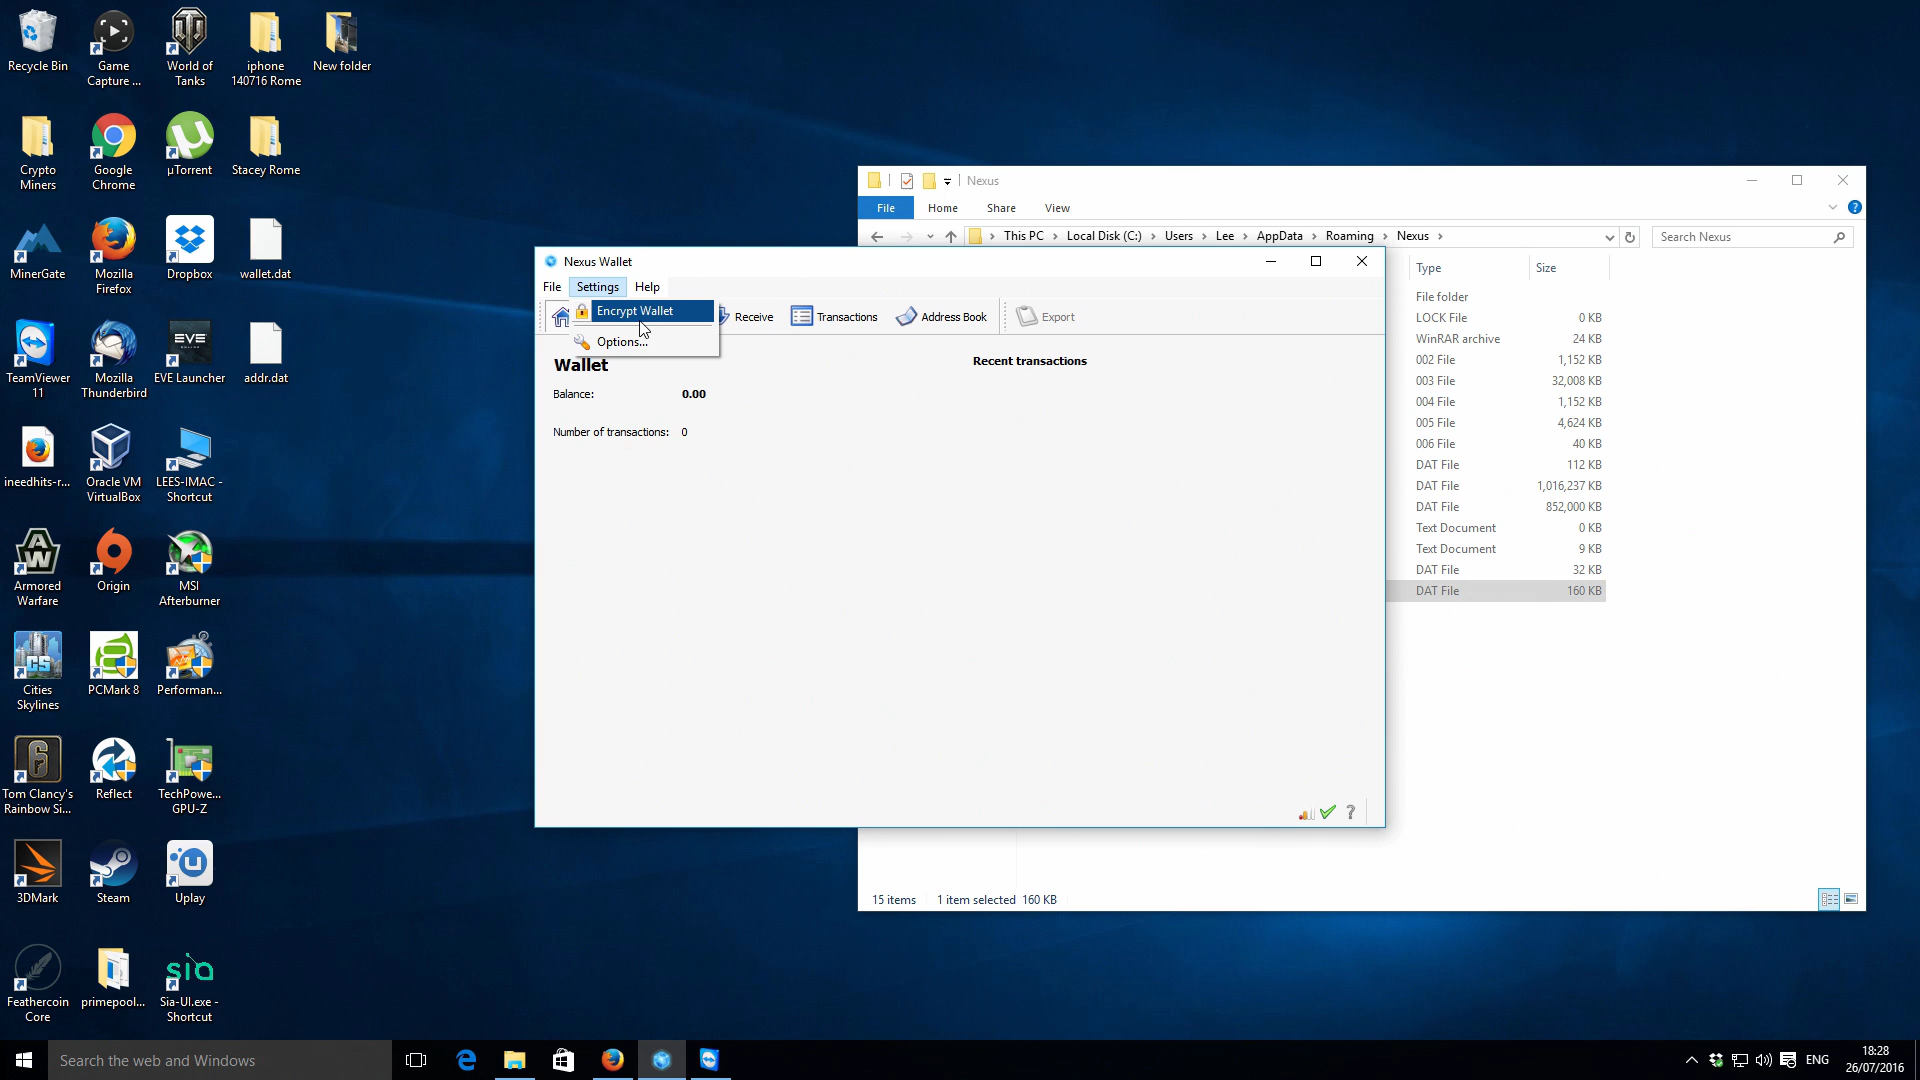 Recycle Bin
Game
Capture ...
World of
Tanks
iphone
140716 Rome
New folder
Crypto
Miners
Google
Chrome
µTorrent
Stacey Rome
MinerGate
Mozilla
Firefox
Dropbox
wallet.dat
TeamViewer
11
Mozilla
Thunderbird
EVE
EVE Launcher
addr.dat
ineedhits-r...
Oracle VM
VirtualBox
LEES-IMAC -
Shortcut
AW
Armored
Warfare
Origin
MSI
Afterburner
CS
Cities
Skylines
PCMark 8
Performan...
6
Tom Clancy's
Rainbow Si...
Reflect
TechPowe...
GPU-Z
3DMark
Steam
Uplay
Feathercoin
Core
primepool...
sia
Sia-UI.exe -
Shortcut
Nexus
File
Home
Share
View
This PC > Local Disk (C:) > Users > Lee > AppData > Roaming > Nexus >
Search Nexus
Type
Size
File folder
LOCK File 0 KB
WinRAR archive 24 KB
002 File 1,152 KB
003 File 32,008 KB
004 File 1,152 KB
005 File 4,624 KB
006 File 40 KB
DAT File 112 KB
DAT File 1,016,237 KB
DAT File 852,000 KB
Text Document 0 KB
Text Document 9 KB
DAT File 32 KB
DAT File 160 KB
15 items
1 item selected 160 KB
Nexus Wallet
File
Settings
Help
Encrypt Wallet
Options...
Receive
Transactions
Address Book
Export
Wallet
Balance: 0.00
Number of transactions: 0
Recent transactions
Search the web and Windows
ENG
18:28
26/07/2016